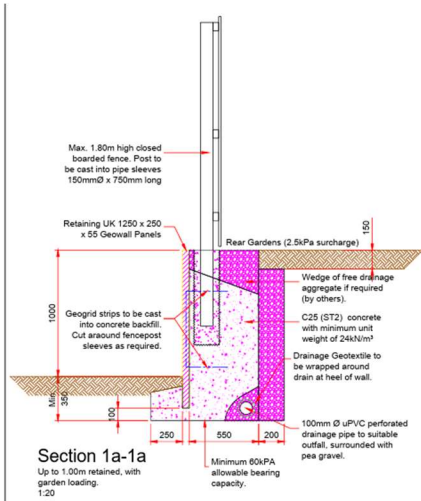 Max. 1.80m high closed
boarded fence. Post to
be cast into pipe sleeves
150mmØ x 750mm long
Retaining UK 1250 x 250
x 55 Geowall Panels
Rear Gardens (2.5kPa surcharge)
150
Wedge of free drainage
aggregate if required
(by others).
1000
Geogrid strips to be cast
into concrete backfill.
Cut araound fencepost
sleeves as required.
C25 (ST2) concrete
with minimum unit
weight of 24kN/m³
Drainage Geotextile to
be wrapped around
drain at heel of wall.
Min.
350
100
250
550
200
100mm Ø uPVC perforated
drainage pipe to suitable
outfall, surrounded with
pea gravel.
Section 1a-1a
Up to 1.00m retained, with
garden loading.
1:20
Minimum 60kPA
allowable bearing
capacity.